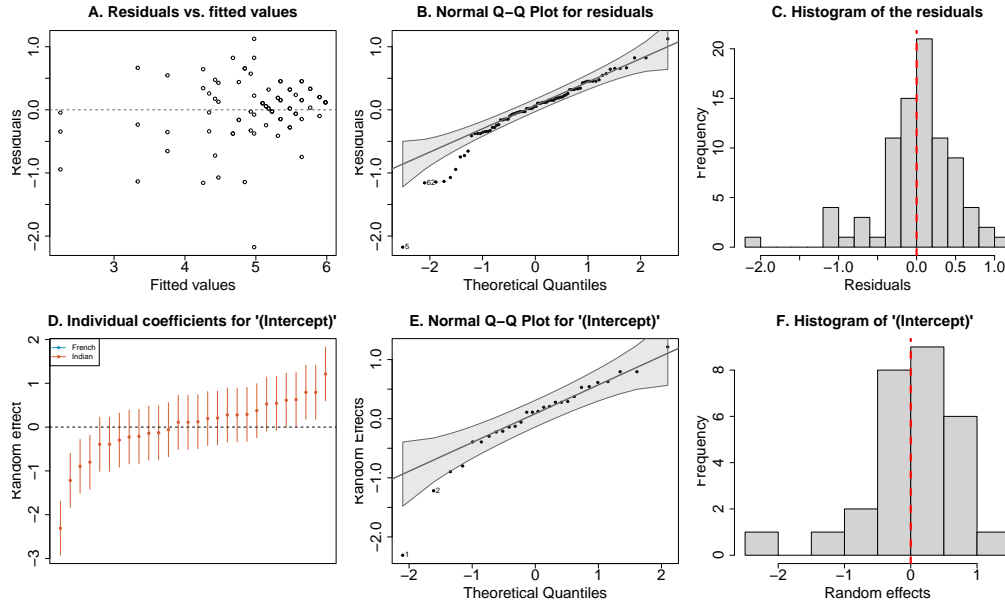 A. Residuals vs. fitted values
Residuals
1.0
0.0
−1.0
−2.0
3
4
5
6
Fitted values
B. Normal Q−Q Plot for residuals
Residuals
1.0
0.0
−1.0
−2.0
62
5
−2
−1
0
1
2
Theoretical Quantiles
C. Histogram of the residuals
Frequency
20
15
10
5
0
−2.0
−1.0
0.0
0.5
1.0
Residuals
D. Individual coefficients for '(Intercept)'
Random effect
2
1
0
−1
−2
−3
French
Indian
E. Normal Q−Q Plot for '(Intercept)'
Random Effects
1.0
0.0
−1.0
−2.0
2
1
−2
−1
0
1
2
Theoretical Quantiles
F. Histogram of '(Intercept)'
Frequency
8
6
4
2
0
−2
−1
0
1
Random effects